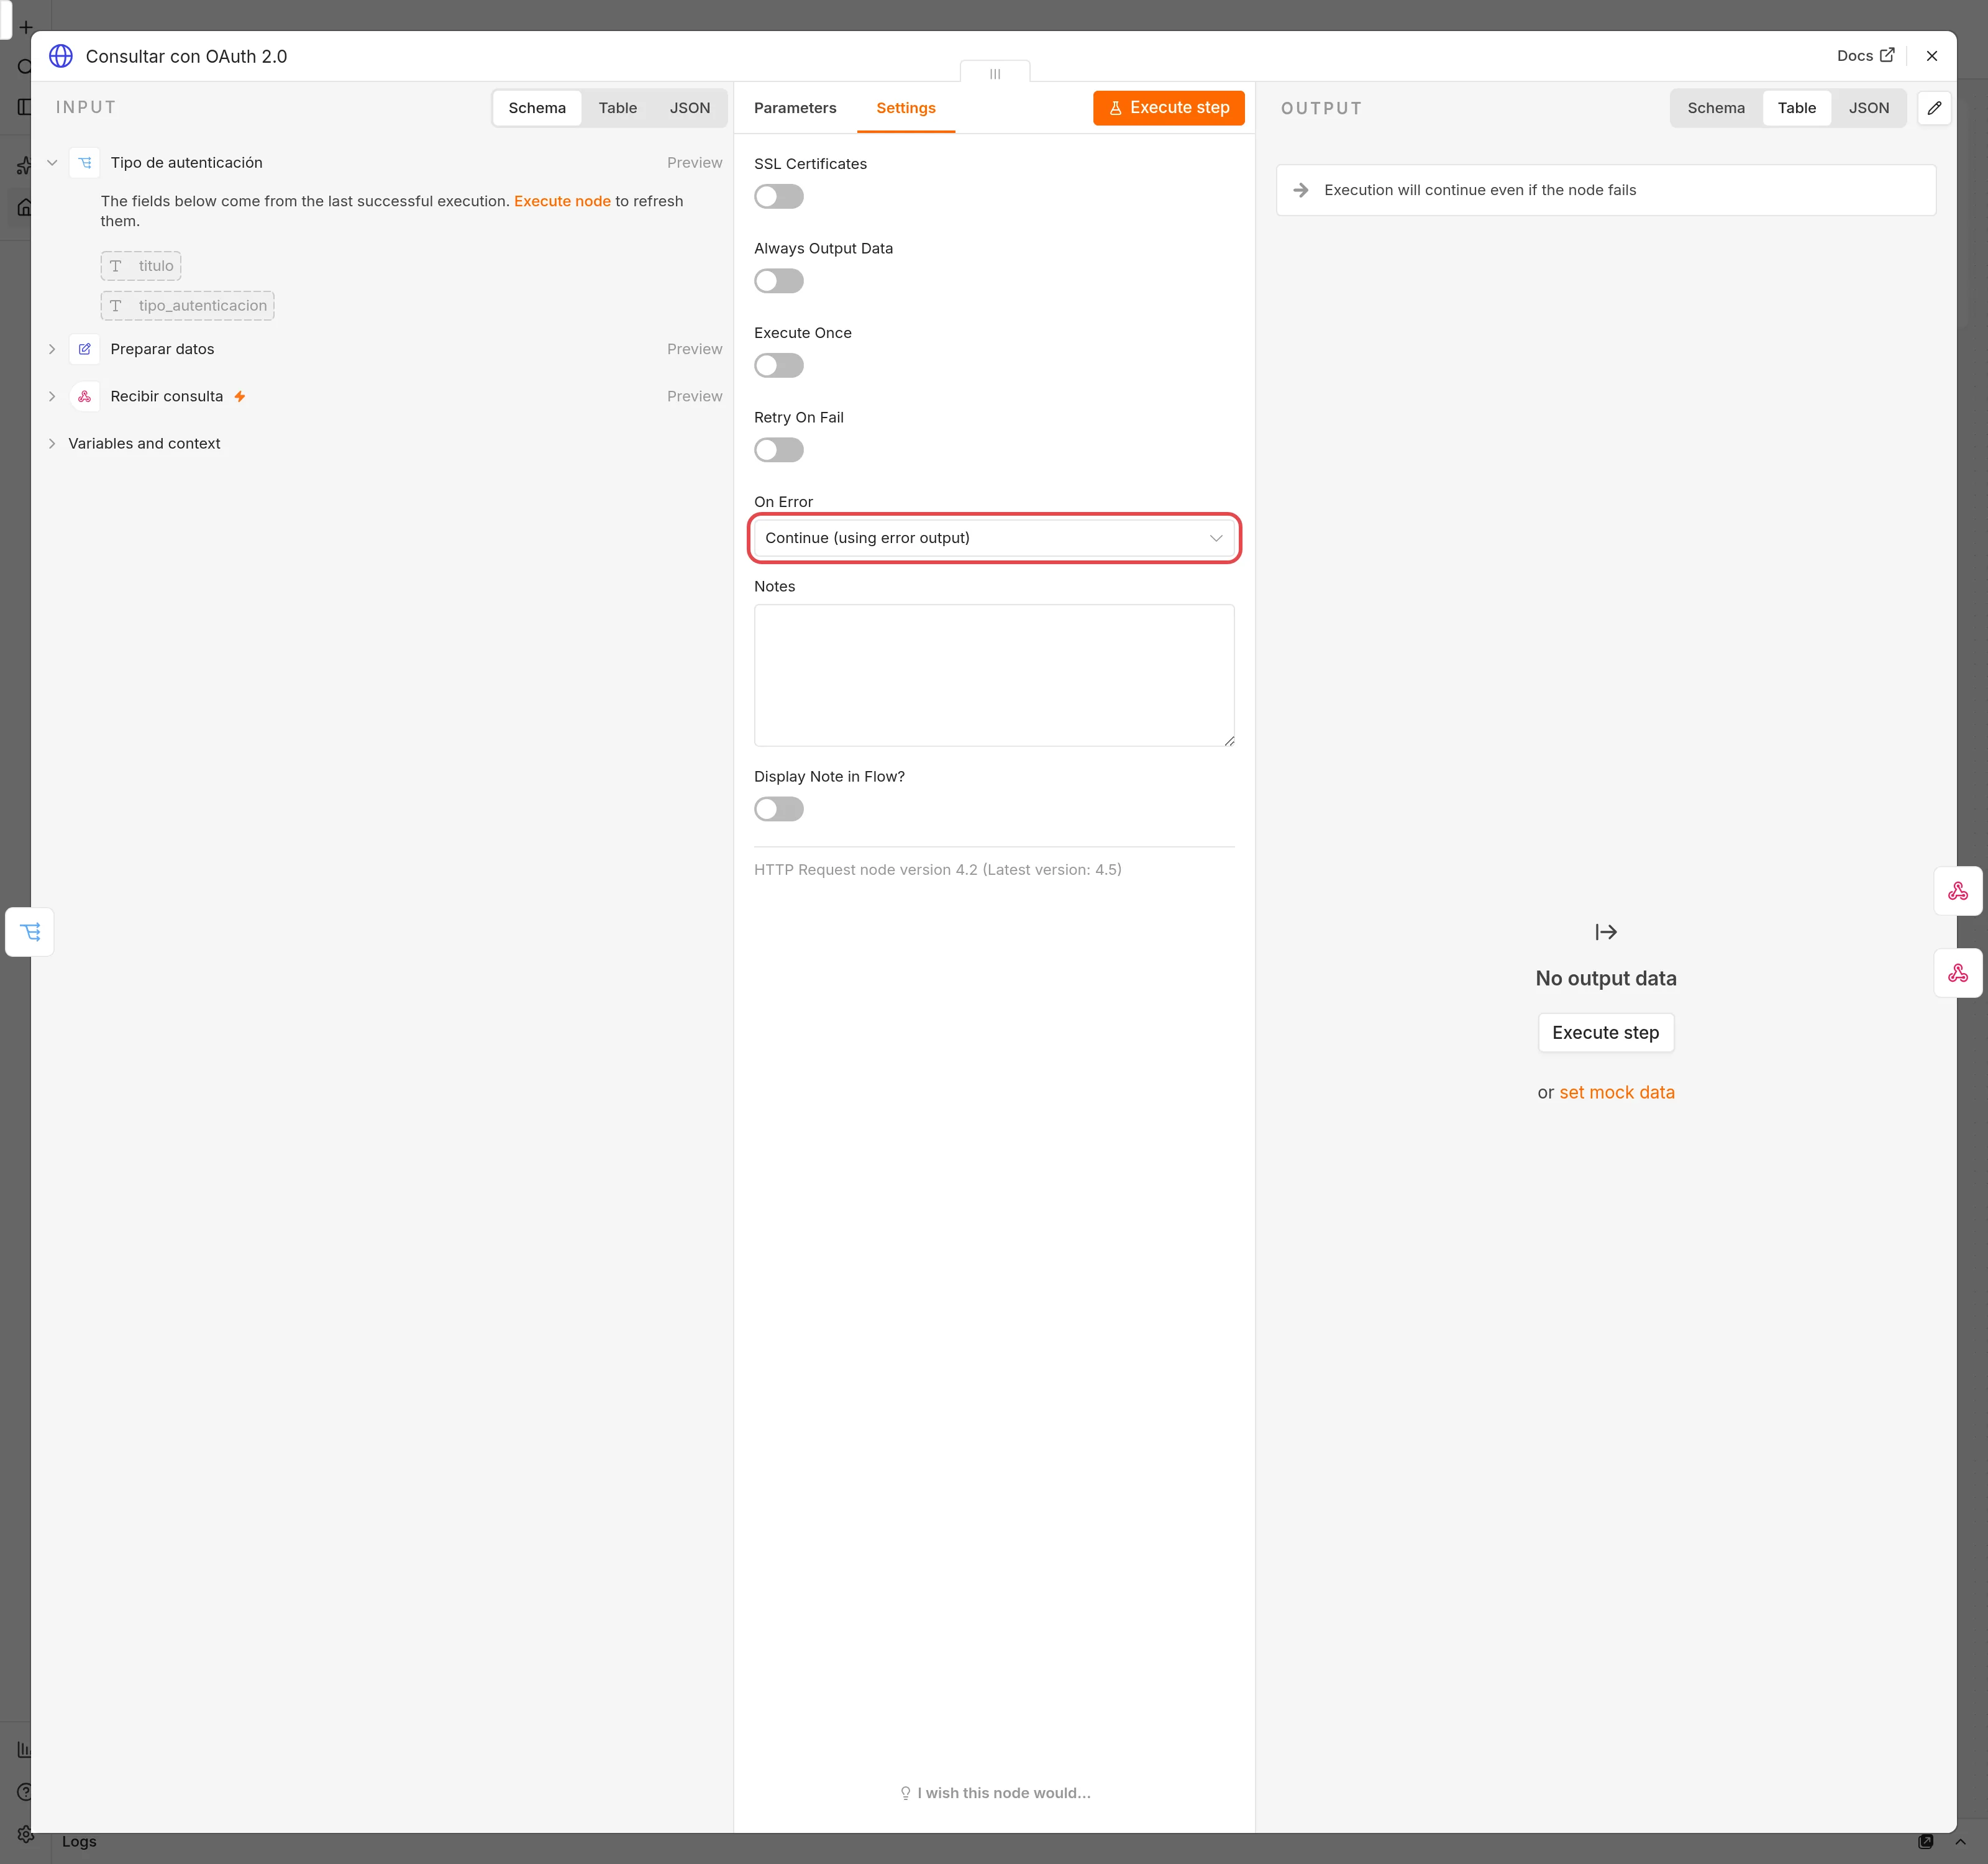 Consultar con OAuth 2.0
Docs
INPUT
Schema
Table
JSON
Tipo de autenticación
Preview
The fields below come from the last successful execution. Execute node to refresh
them.
T titulo
T tipo_autenticacion
Preparar datos
Preview
Recibir consulta
Preview
Variables and context
Parameters
Settings
Execute step
SSL Certificates
Always Output Data
Execute Once
Retry On Fail
On Error
Continue (using error output)
Notes
Display Note in Flow?
HTTP Request node version 4.2 (Latest version: 4.5)
I wish this node would...
OUTPUT
Schema
Table
JSON
Execution will continue even if the node fails
No output data
Execute step
or set mock data
Logs